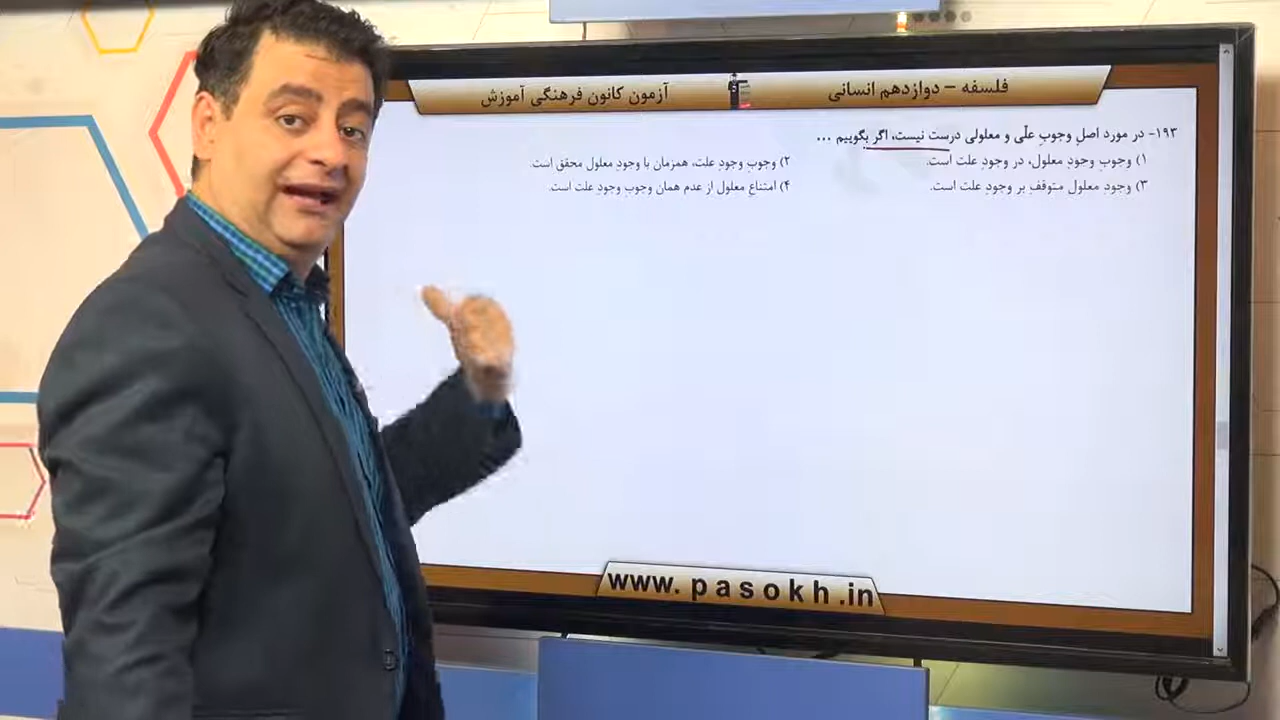 فلسفه – دوازدهم انسانی
آزمون کانون فرهنگی آموزش
۱۹۳- در مورد اصلِ وجوبِ علّی و معلولی درست نیست، اگر بگوییم ...
۱) وجوبِ وجودِ معلول، در وجودِ علت است.
۲) وجوبِ وجودِ علت، همزمان با وجودِ معلول محقق است.
۳) وجودِ معلول متوقف بر وجودِ علت است.
۴) امتناع معلول از عدم همان وجوبِ وجودِ علت است.
www. pasokh .in